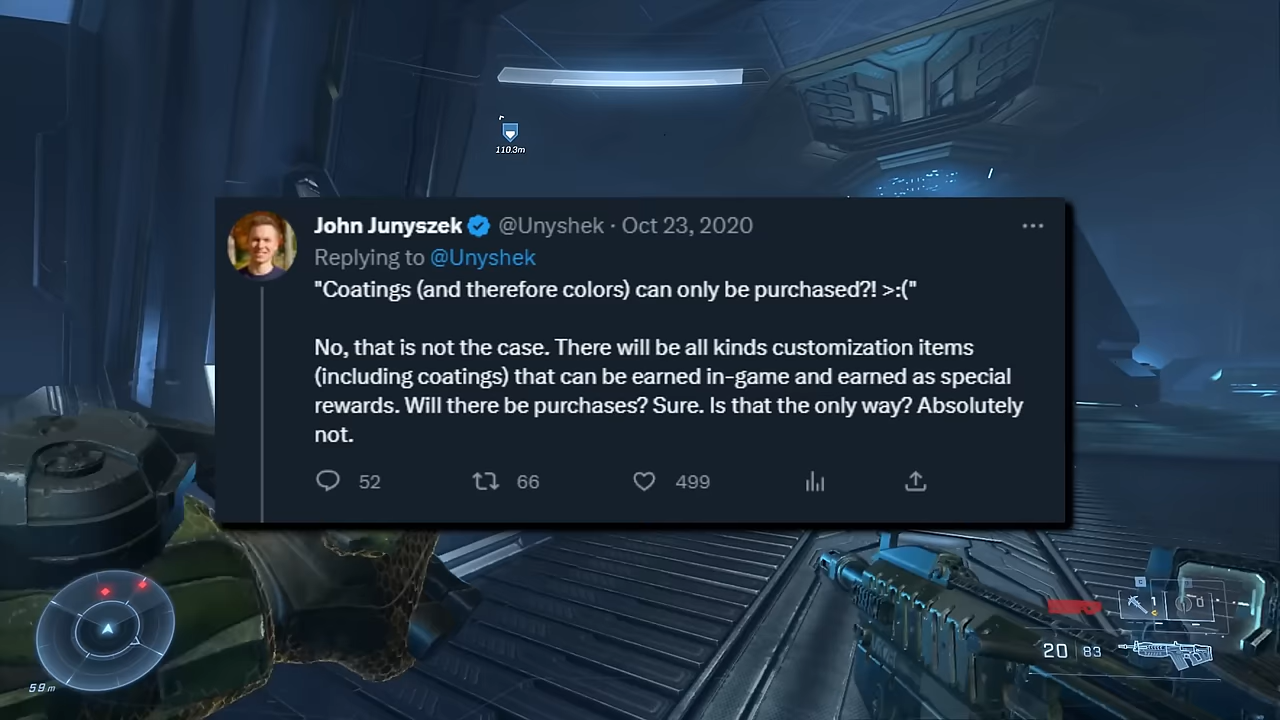 110.3m
John Junyszek @Unyshek · Oct 23, 2020
Replying to @Unyshek
"Coatings (and therefore colors) can only be purchased?! >:("
No, that is not the case. There will be all kinds customization items
(including coatings) that can be earned in-game and earned as special
rewards. Will there be purchases? Sure. Is that the only way? Absolutely
not.
52 66 499
C
1
20 83
59m